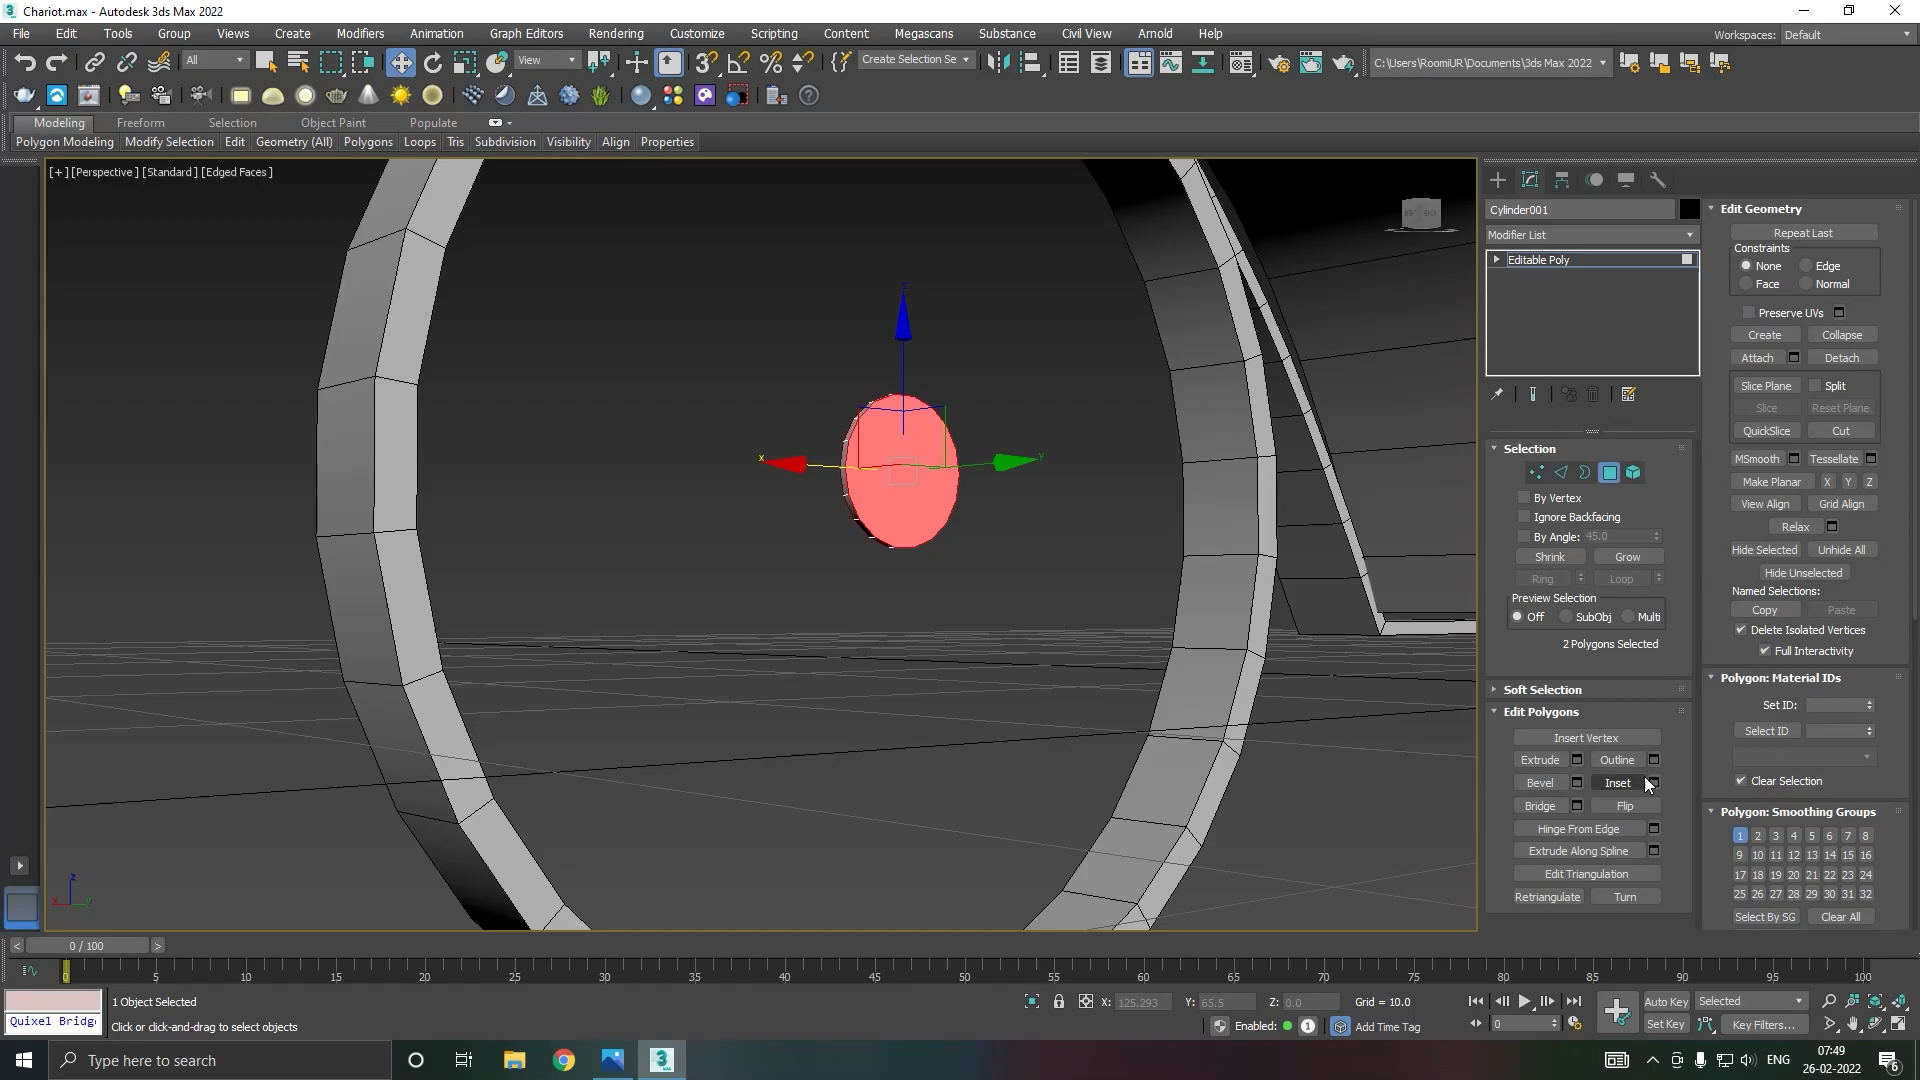 Chariot.max - Autodesk 3ds Max 2022
File Edit Tools Group Views Create Modifiers Animation Graph Editors Rendering Customize Scripting Content Megascans Substance Civil View Arnold Help
Workspaces: Default
All View Create Selection Se C:\Users\RoomiUR\Documents\3ds Max 2022
Modeling Freeform Selection Object Paint Populate
Polygon Modeling Modify Selection Edit Geometry (All) Polygons Loops Tris Subdivision Visibility Align Properties
[+] [Perspective] [Standard] [Edged Faces]
z
x
y
z
x
y
Cylinder001
Modifier List
Editable Poly
Selection
By Vertex
Ignore Backfacing
By Angle: 45.0
Shrink Grow
Ring Loop
Preview Selection
Off SubObj Multi
2 Polygons Selected
Soft Selection
Edit Polygons
Insert Vertex
Extrude Outline
Bevel Inset
Bridge Flip
Hinge From Edge
Extrude Along Spline
Edit Triangulation
Retriangulate Turn
Edit Geometry
Repeat Last
Constraints
None Edge
Face Normal
Preserve UVs
Create Collapse
Attach Detach
Slice Plane Split
Slice Reset Plane
QuickSlice Cut
MSmooth Tessellate
Make Planar X Y Z
View Align Grid Align
Relax
Hide Selected Unhide All
Hide Unselected
Named Selections:
Copy Paste
Delete Isolated Vertices
Full Interactivity
Polygon: Material IDs
Set ID:
Select ID
Clear Selection
Polygon: Smoothing Groups
1 2 3 4 5 6 7 8
9 10 11 12 13 14 15 16
17 18 19 20 21 22 23 24
25 26 27 28 29 30 31 32
Select By SG Clear All
< 0 / 100 >
0 5 10 15 20 25 30 35 40 45 50 55 60 65 70 75 80 85 90 95 100
Quixel Bridg
1 Object Selected
Click or click-and-drag to select objects
X: 125.293 Y: 65.5 Z: 0.0 Grid = 10.0
Enabled: 1 Add Time Tag
0
Auto Key Selected
Set Key Key Filters...
Type here to search
3
MAX
ENG
07:49
26-02-2022
6